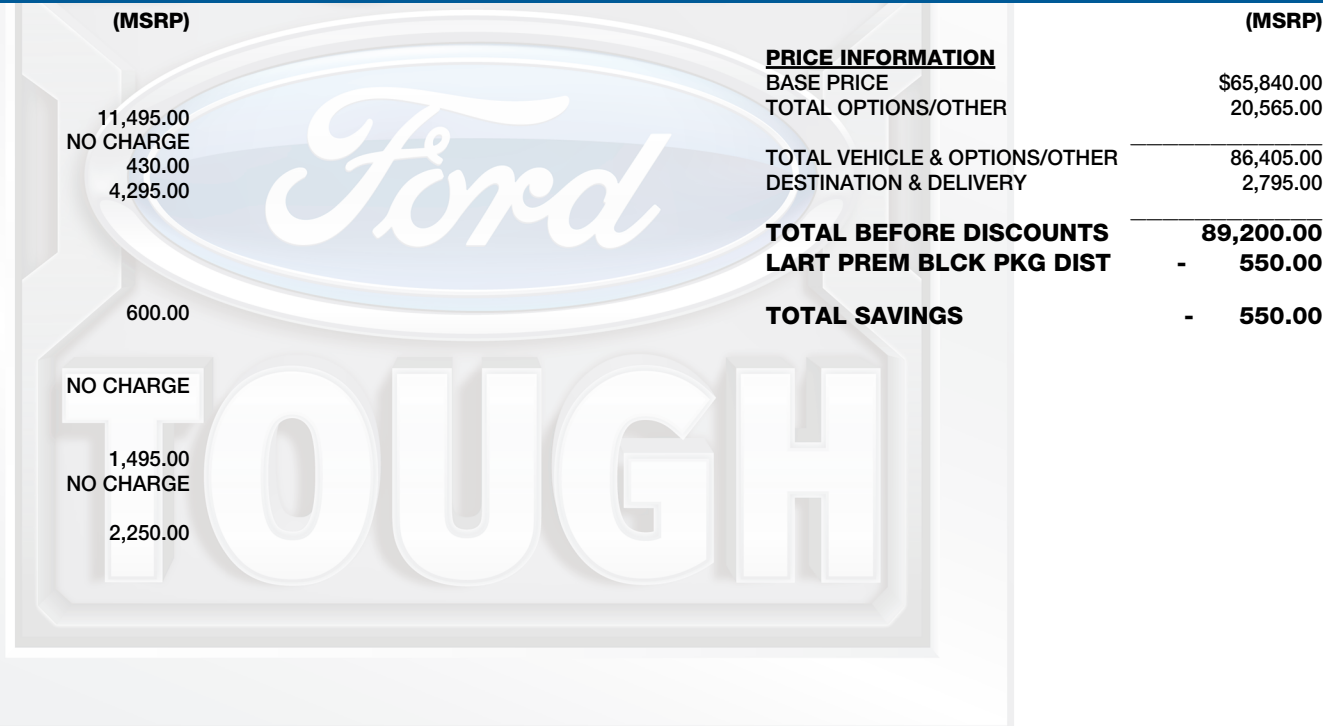 (MSRP)
11,495.00
NO CHARGE
430.00
4,295.00
600.00
NO CHARGE
1,495.00
NO CHARGE
2,250.00
(MSRP)
PRICE INFORMATION
BASE PRICE $65,840.00
TOTAL OPTIONS/OTHER 20,565.00
TOTAL VEHICLE & OPTIONS/OTHER 86,405.00
DESTINATION & DELIVERY 2,795.00
TOTAL BEFORE DISCOUNTS 89,200.00
LART PREM BLCK PKG DIST - 550.00
TOTAL SAVINGS - 550.00
Ford
TOUGH